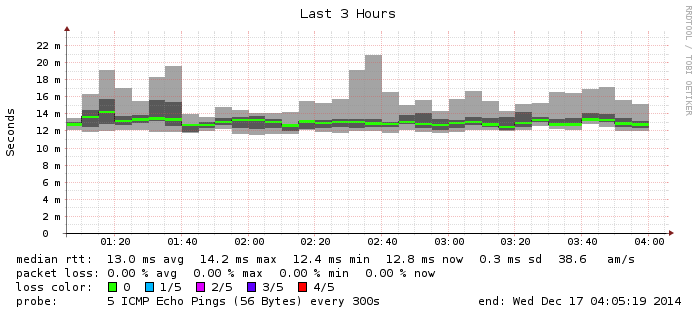 Last 3 Hours
RRDTOOL / TOBI OETIKER
Seconds
22 m
20 m
18 m
16 m
14 m
12 m
10 m
8 m
6 m
4 m
2 m
0
01:20 01:40 02:00 02:20 02:40 03:00 03:20 03:40 04:00
median rtt: 13.0 ms avg 14.2 ms max 12.4 ms min 12.8 ms now 0.3 ms sd 38.6 am/s
packet loss: 0.00 % avg 0.00 % max 0.00 % min 0.00 % now
loss color: 0 1/5 2/5 3/5 4/5
probe: 5 ICMP Echo Pings (56 Bytes) every 300s end: Wed Dec 17 04:05:19 2014